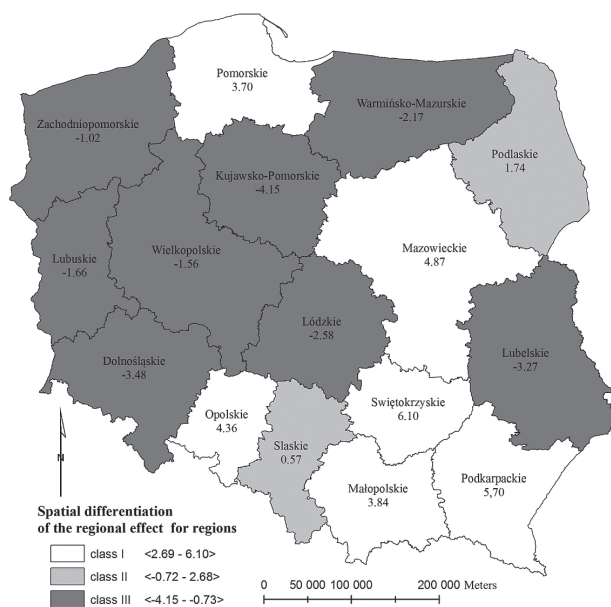 Pomorskie
3.70
Warmińsko-Mazurskie
-2.17
Zachodniopomorskie
-1.02
Podlaskie
1.74
Kujawsko-Pomorskie
-4.15
Mazowieckie
4.87
Wielkopolskie
-1.56
Lubuskie
-1.66
Łódzkie
-2.58
Lubelskie
-3.27
Dolnośląskie
-3.48
Świętokrzyskie
6.10
Opolskie
4.36
Slaskie
0.57
Podkarpackie
5,70
Małopolskie
3.84
N
Spatial differentiation
of the regional effect for regions
class I <2.69 - 6.10>
class II <-0.72 - 2.68>
class III <-4.15 - -0.73>
0 50 000 100 000 200 000 Meters